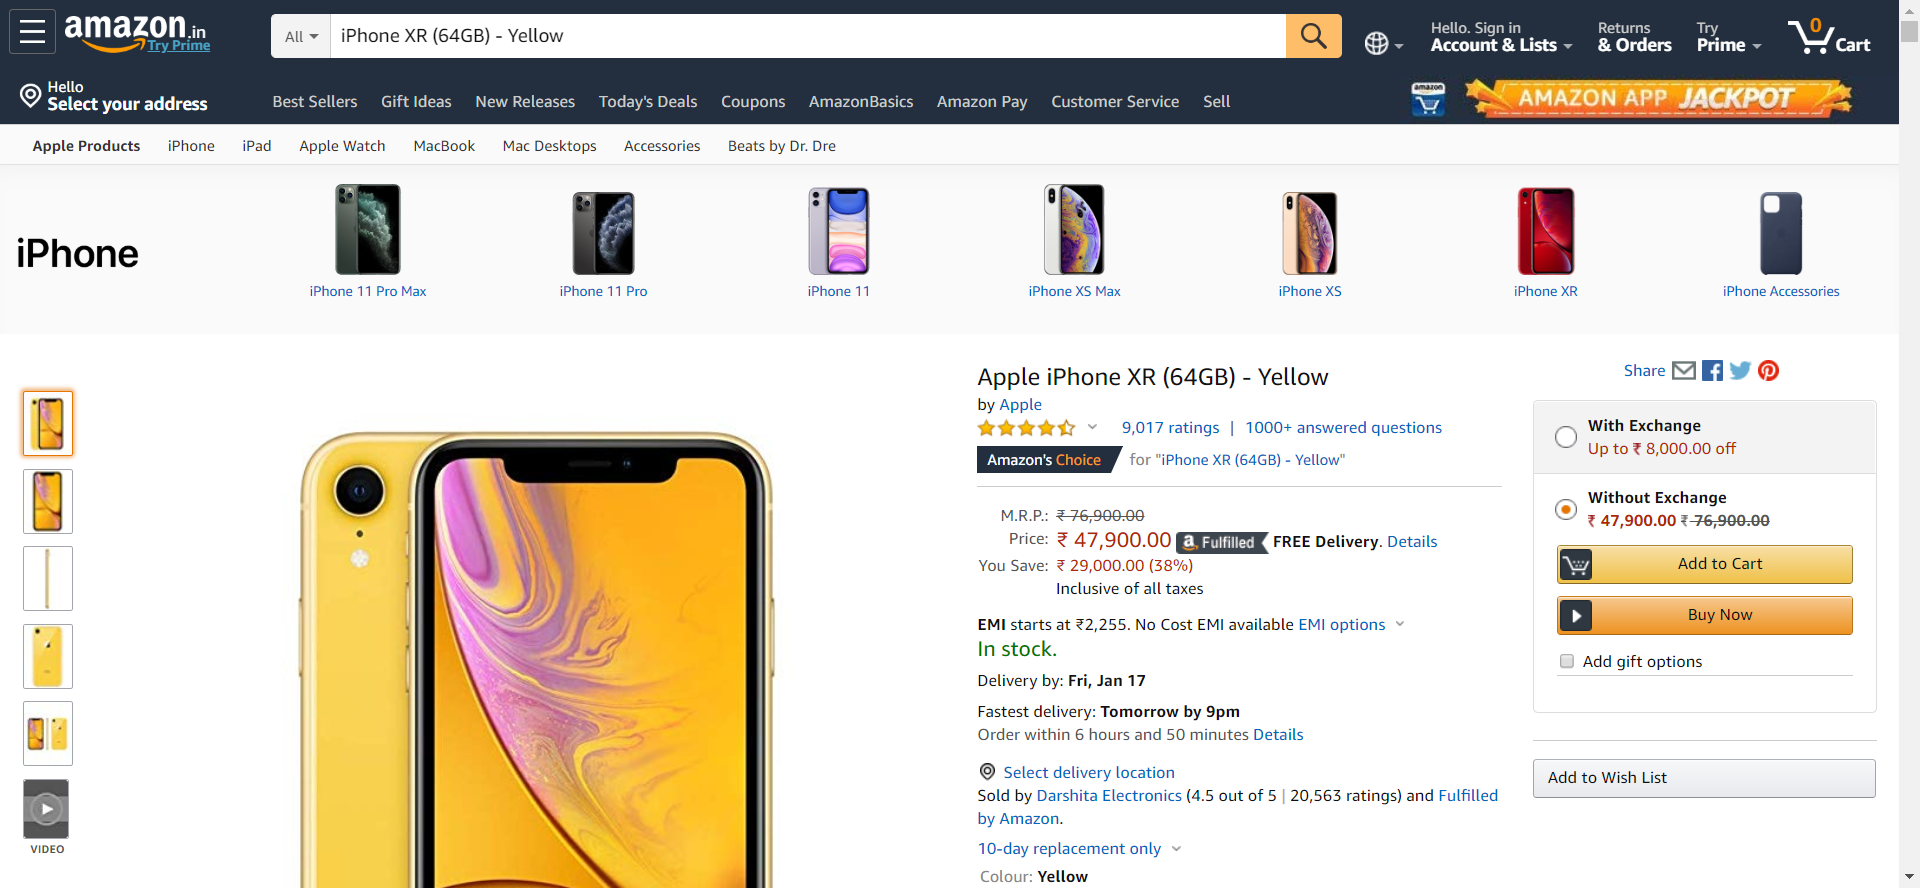 amazon.in
Try Prime
All
iPhone XR (64GB) - Yellow
Hello. Sign in
Account & Lists
Returns
& Orders
Try
Prime
0
Cart
Hello
Select your address
Best Sellers
Gift Ideas
New Releases
Today's Deals
Coupons
AmazonBasics
Amazon Pay
Customer Service
Sell
amazon
AMAZON APP JACKPOT
Apple Products
iPhone
iPad
Apple Watch
MacBook
Mac Desktops
Accessories
Beats by Dr. Dre
iPhone
iPhone 11 Pro Max
iPhone 11 Pro
iPhone 11
iPhone XS Max
iPhone XS
iPhone XR
iPhone Accessories
VIDEO
Apple iPhone XR (64GB) - Yellow
by Apple
9,017 ratings | 1000+ answered questions
Amazon's Choice for "iPhone XR (64GB) - Yellow"
M.R.P.: ₹ 76,900.00
Price: ₹ 47,900.00 a Fulfilled FREE Delivery. Details
You Save: ₹ 29,000.00 (38%)
Inclusive of all taxes
EMI starts at ₹2,255. No Cost EMI available EMI options
In stock.
Delivery by: Fri, Jan 17
Fastest delivery: Tomorrow by 9pm
Order within 6 hours and 50 minutes Details
Select delivery location
Sold by Darshita Electronics (4.5 out of 5 | 20,563 ratings) and Fulfilled
by Amazon.
10-day replacement only
Colour: Yellow
Share
With Exchange
Up to ₹ 8,000.00 off
Without Exchange
₹ 47,900.00 ₹ 76,900.00
Add to Cart
Buy Now
Add gift options
Add to Wish List